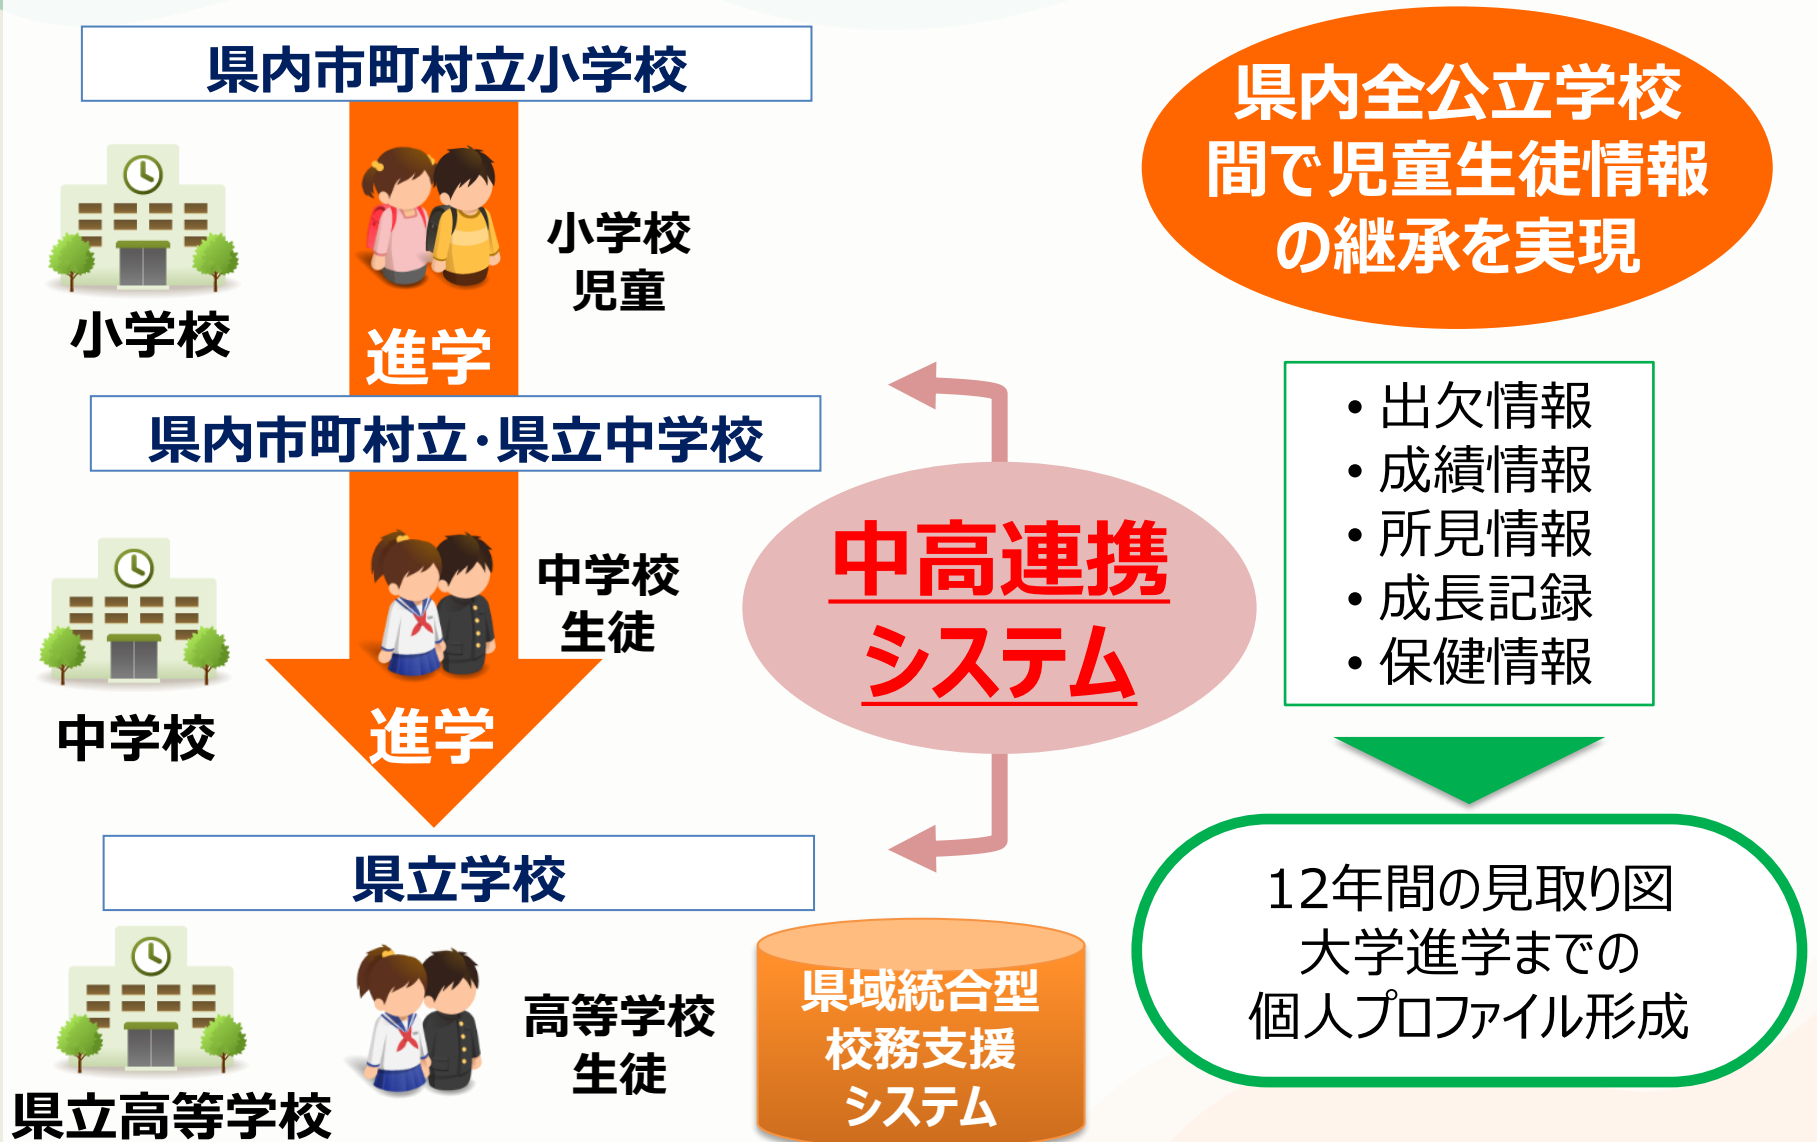 県内市町村立小学校
小学校
小学校
児童
進学
県内市町村立・県立中学校
中学校
中学校
生徒
進学
県立学校
県立高等学校
高等学校
生徒
中高連携
システム
県域統合型
校務支援
システム
県内全公立学校
間で児童生徒情報
の継承を実現
• 出欠情報
• 成績情報
• 所見情報
• 成長記録
• 保健情報
12年間の見取り図
大学進学までの
個人プロファイル形成